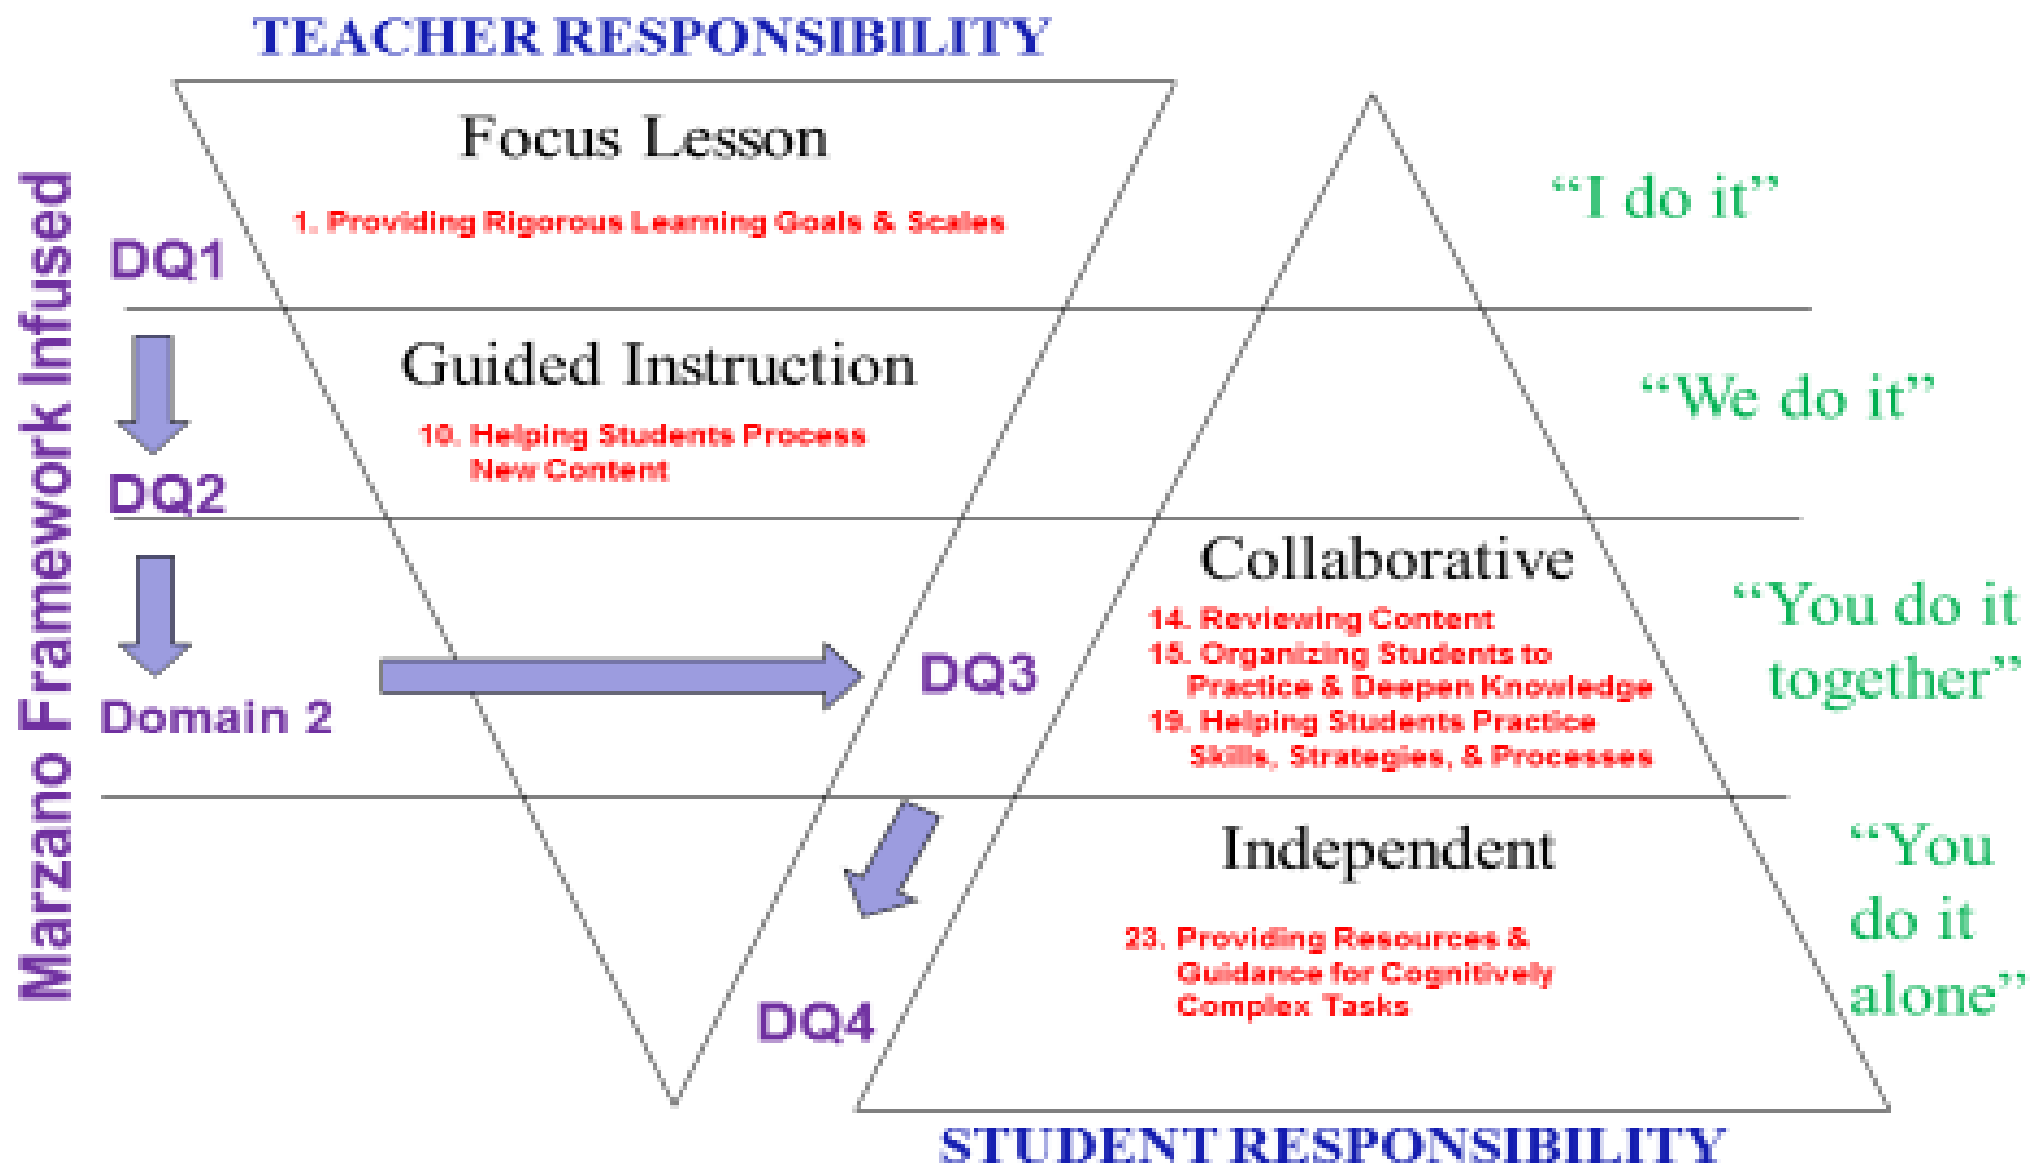 TEACHER RESPONSIBILITY
Marzano Framework Infused
Focus Lesson
1. Providing Rigorous Learning Goals & Scales
DQ1
“I do it”
Guided Instruction
10. Helping Students Process
New Content
DQ2
“We do it”
Domain 2
DQ3
Collaborative
14. Reviewing Content
15. Organizing Students to
Practice & Deepen Knowledge
19. Helping Students Practice
Skills, Strategies, & Processes
“You do it
together”
DQ4
Independent
23. Providing Resources &
Guidance for Cognitively
Complex Tasks
“You
do it
alone”
STUDENT RESPONSIBILITY